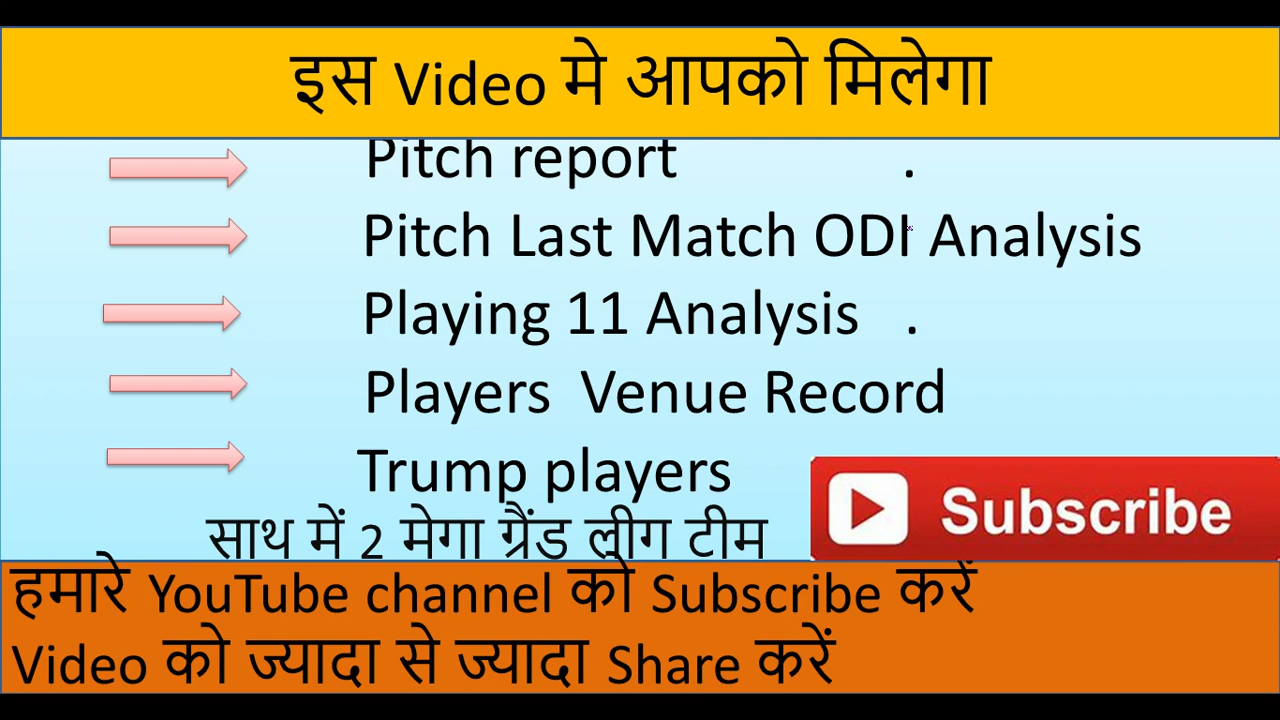 इस Video मे आपको मिलेगा
Pitch report .
Pitch Last Match ODI Analysis
Playing 11 Analysis .
Players Venue Record
Trump players
साथ में 2 मेगा ग्रैंड लीग टीम
Subscribe
हमारे YouTube channel को Subscribe करें
Video को ज्यादा से ज्यादा Share करें